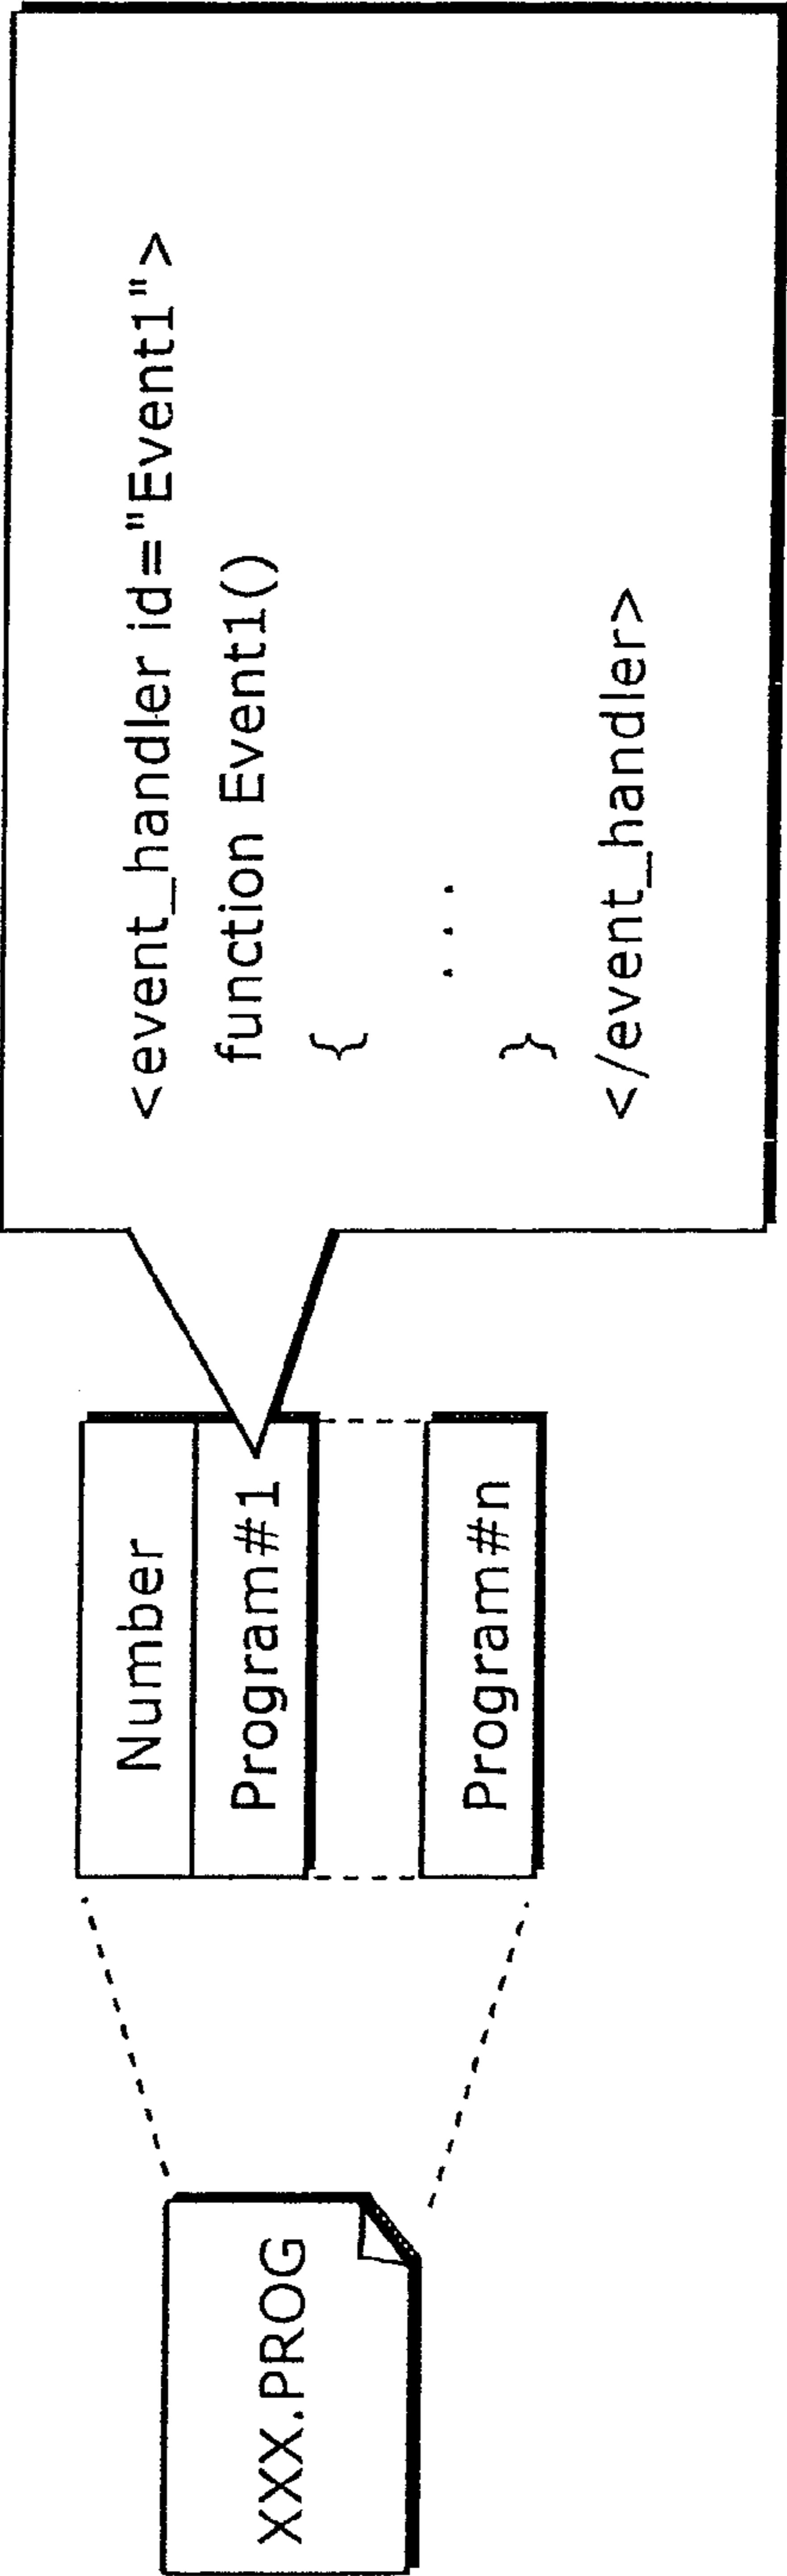 XXX.PROG
Number
Program#1
Program#n
<event_handler id="Event1">
function Event1()
{
...
}
</event_handler>